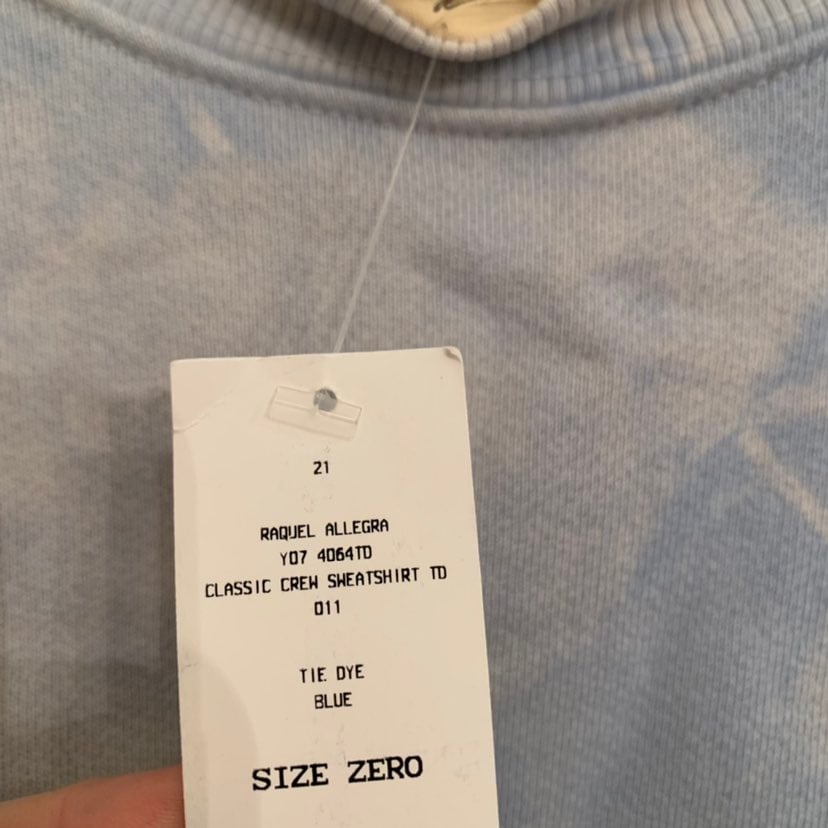 21
RAQUEL ALLEGRA
Y07 4064TD
CLASSIC CREW SWEATSHIRT TD
011
TIE DYE
BLUE
SIZE ZERO